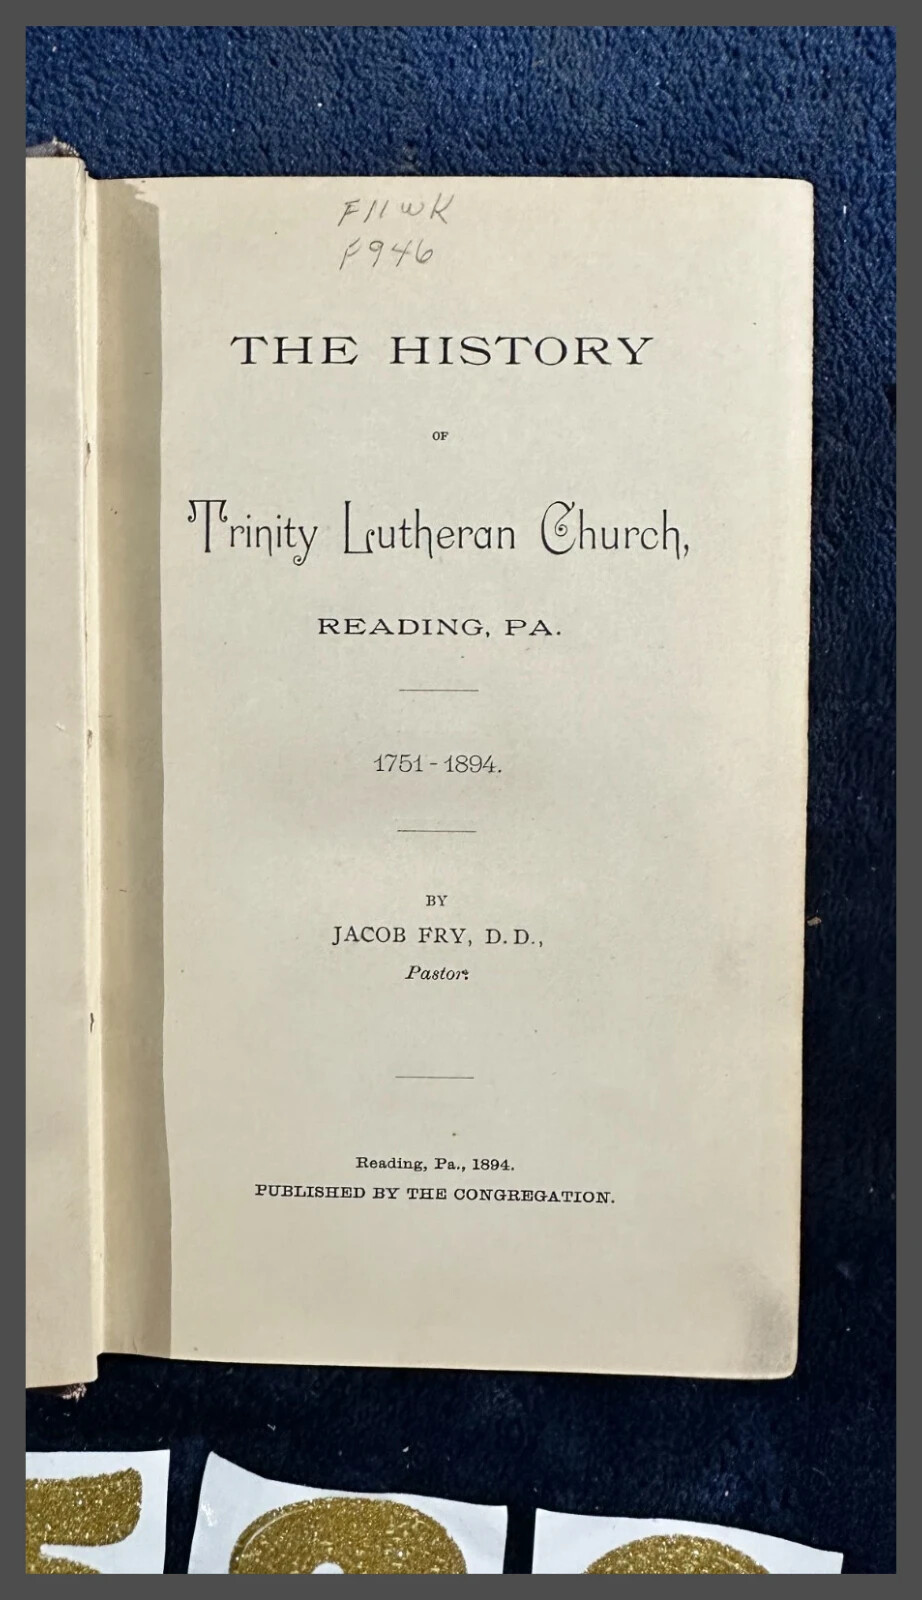 F11WK
F946
THE HISTORY
OF
Trinity Lutheran Church,
READING, PA.
1751-1894.
BY
JACOB FRY, D.D.,
Pastor.
Reading, Pa., 1894.
PUBLISHED BY THE CONGREGATION.